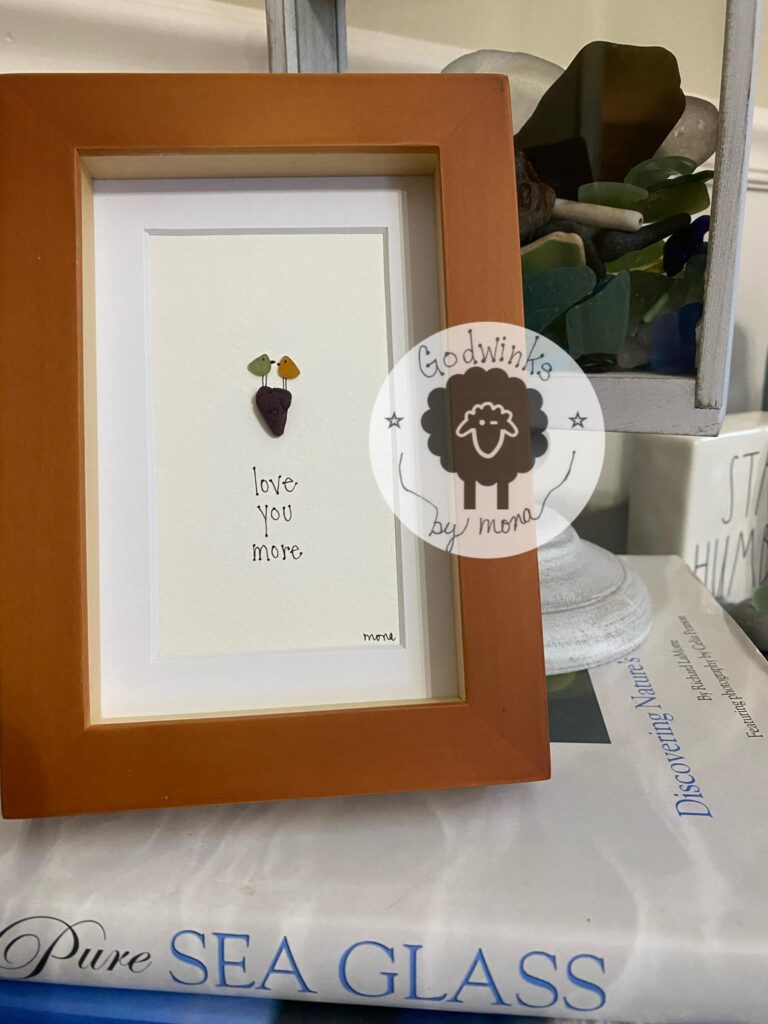 love
you
more
mona
Godwinks
by mona
HUM
Discovering Nature's
By Richard LaMotte
Featuring photography by Celia Pearson
Pure SEA GLASS